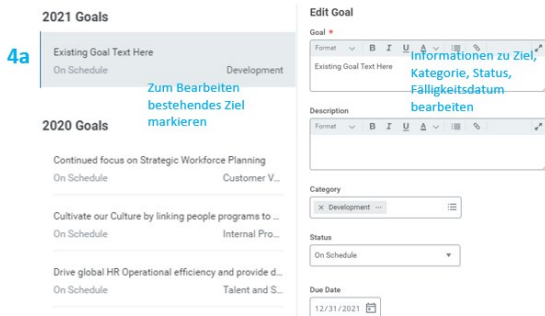 2021 Goals
4a
Existing Goal Text Here
On Schedule
Development
Zum Bearbeiten
bestehendes Ziel
markieren
2020 Goals
Continued focus on Strategic Workforce Planning
On Schedule
Customer V...
Cultivate our Culture by linking people programs to ...
On Schedule
Internal Pro...
Drive global HR Operational efficiency and provide d...
On Schedule
Talent and S...
Edit Goal
Goal *
Format B I U A
Existing Goal Text Here
Informationen zu Ziel,
Kategorie, Status,
Fälligkeitsdatum
bearbeiten
Description
Format B I U A
Category
× Development ...
Status
On Schedule
Due Date
12/31/2021